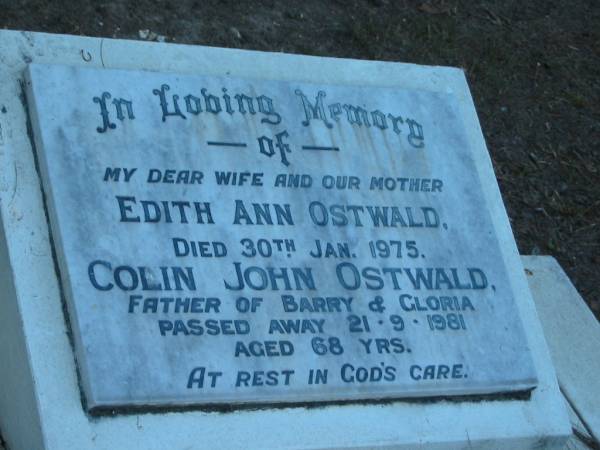 In Loving Memory
— of —
MY DEAR WIFE AND OUR MOTHER
EDITH ANN OSTWALD,
DIED 30TH JAN. 1975.
COLIN JOHN OSTWALD,
FATHER OF BARRY & GLORIA
PASSED AWAY 21 · 9 · 1981
AGED 68 YRS.
AT REST IN GOD'S CARE.